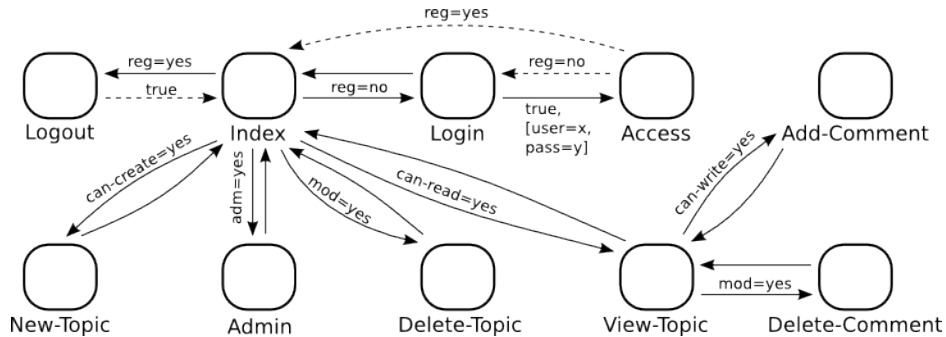 reg=yes
reg=yes
true
reg=no
reg=no
true,
[user=x,
pass=y]
Logout
Index
Login
Access
Add-Comment
can-create=yes
adm=yes
mod=yes
can-read=yes
can-write=yes
mod=yes
New-Topic
Admin
Delete-Topic
View-Topic
Delete-Comment